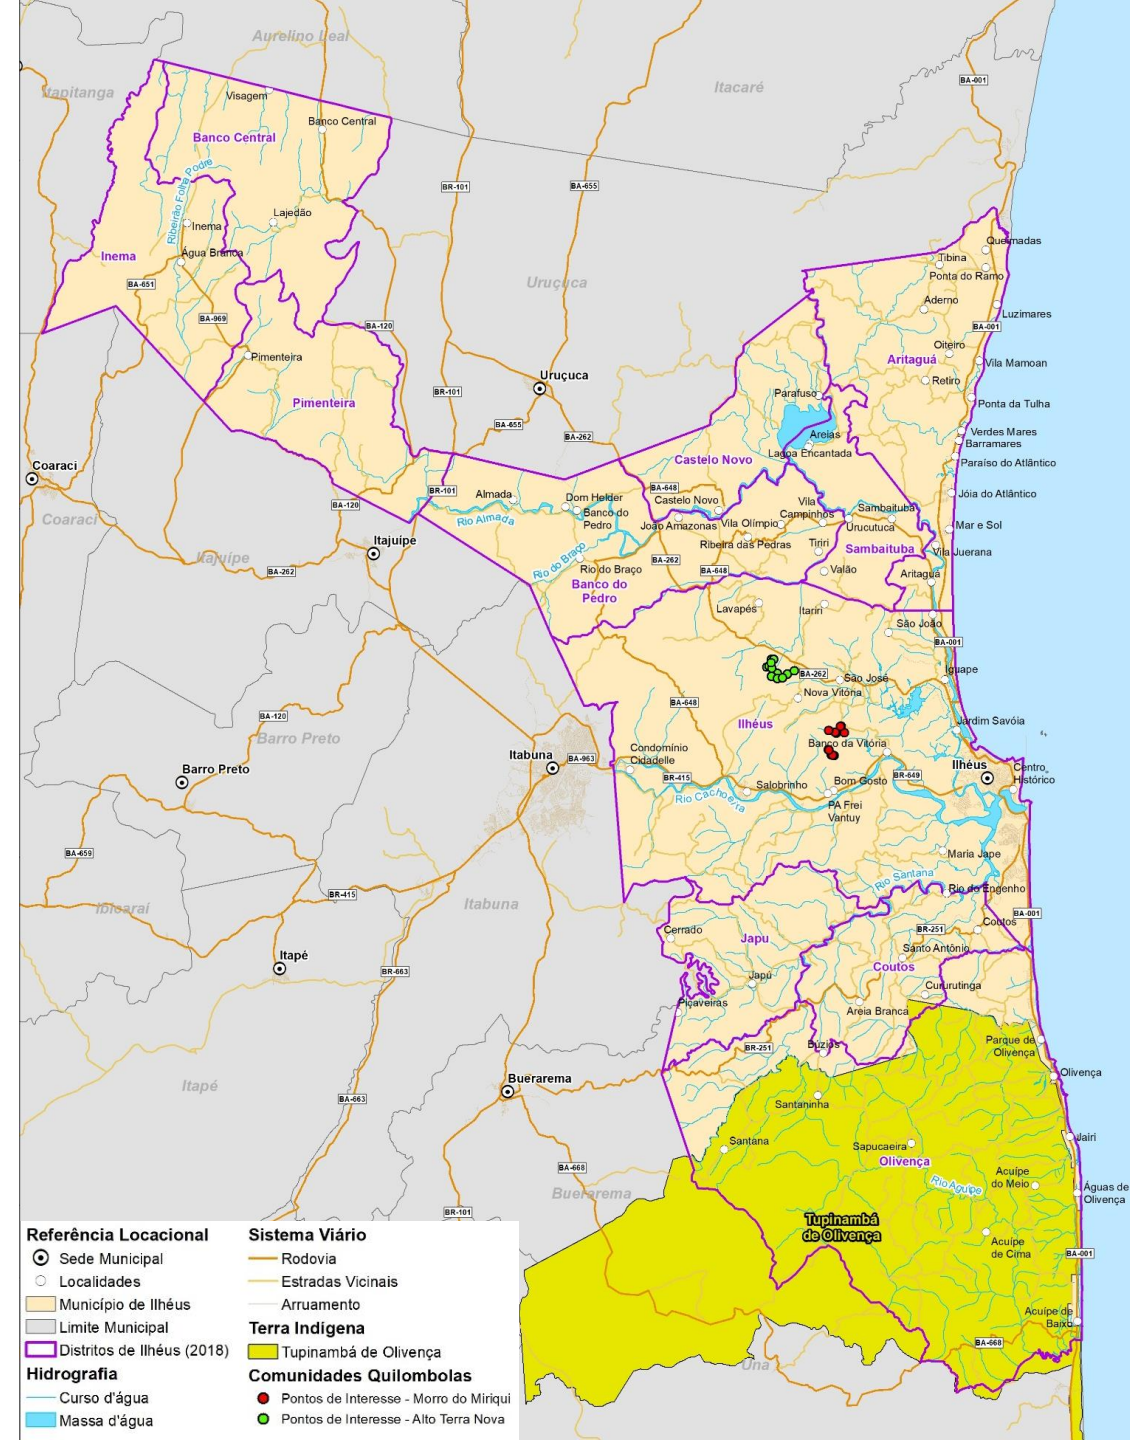 Aurelino Leal
Itapitanga
Itacaré
BA-001
Visagem
Banco Central
Banco Central
Ribeirão Folha Podre
BR-101
BA-655
Lajedão
Inema
Inema
Água Branca
BA-651
BA-969
BA-120
Uruçuca
Queimadas
Tibina
Ponta do Ramo
Aderno
Luzimares
BA-001
Oiteiro
Aritaguá
Vila Mamoan
Retiro
Ponta da Tulha
Pimenteira
Pimenteira
BR-101
Uruçuca
BA-655
BA-262
Parafuso
Areias
Lagoa Encantada
Verdes Mares
Barramares
Paraíso do Atlântico
Castelo Novo
Coaraci
Coaraci
BR-101
BA-120
Almada
Rio Almada
Dom Helder
Banco do
Pedro
BA-648
Castelo Novo
João Amazonas
Vila Olímpio
Vila
Campinhos
Sambaituba
Urucutuca
Jóia do Atlântico
Mar e Sol
Ribeira das Pedras
Tiriri
Sambaituba
Vila Juerana
Itajuípe
Itajuípe
BA-262
Rio do Braço
Rio do Braço
BA-262
BA-648
Valão
Aritaguá
Banco do
Pedro
Lavapés
Itariri
São João
BA-001
Iguape
BA-262
São José
Nova Vitória
BA-648
Ilhéus
BA-120
Barro Preto
Barro Preto
Jardim Savóia
Banco da Vitória
Itabuna
BA-963
Condomínio
Cidadelle
BR-415
Salobrinho
Bom Gosto
BR-649
Ilhéus
Centro
Histórico
Rio Cachoeira
PA Frei
Vantuy
BA-659
Maria Jape
Rio Santana
Rio do Engenho
BR-415
Ibicaraí
Itabuna
BA-001
Coutos
BR-251
Cerrado
Japu
Santo Antônio
Coutos
Itapé
BR-663
Japú
Cururutinga
Piçaveiras
Areia Branca
Parque de
Olivença
BR-251
Búzios
Olivença
Buerarema
Itapé
BA-663
Santaninha
Jairí
Santana
Sapucaeira
Olivença
BA-668
Buerarema
Acuípe
do Meio
Rio Aguípe
Águas de
Olivença
BR-101
Tupinambá
de Olivença
Acuípe
de Cima
BA-001
Acuípe de
Baixo
BA-668
Una
Referência Locacional
Sede Municipal
Localidades
Município de Ilhéus
Limite Municipal
Distritos de Ilhéus (2018)
Hidrografia
Curso d'água
Massa d'água
Sistema Viário
Rodovia
Estradas Vicinais
Arruamento
Terra Indígena
Tupinambá de Olivença
Comunidades Quilombolas
Pontos de Interesse - Morro do Miriqui
Pontos de Interesse - Alto Terra Nova